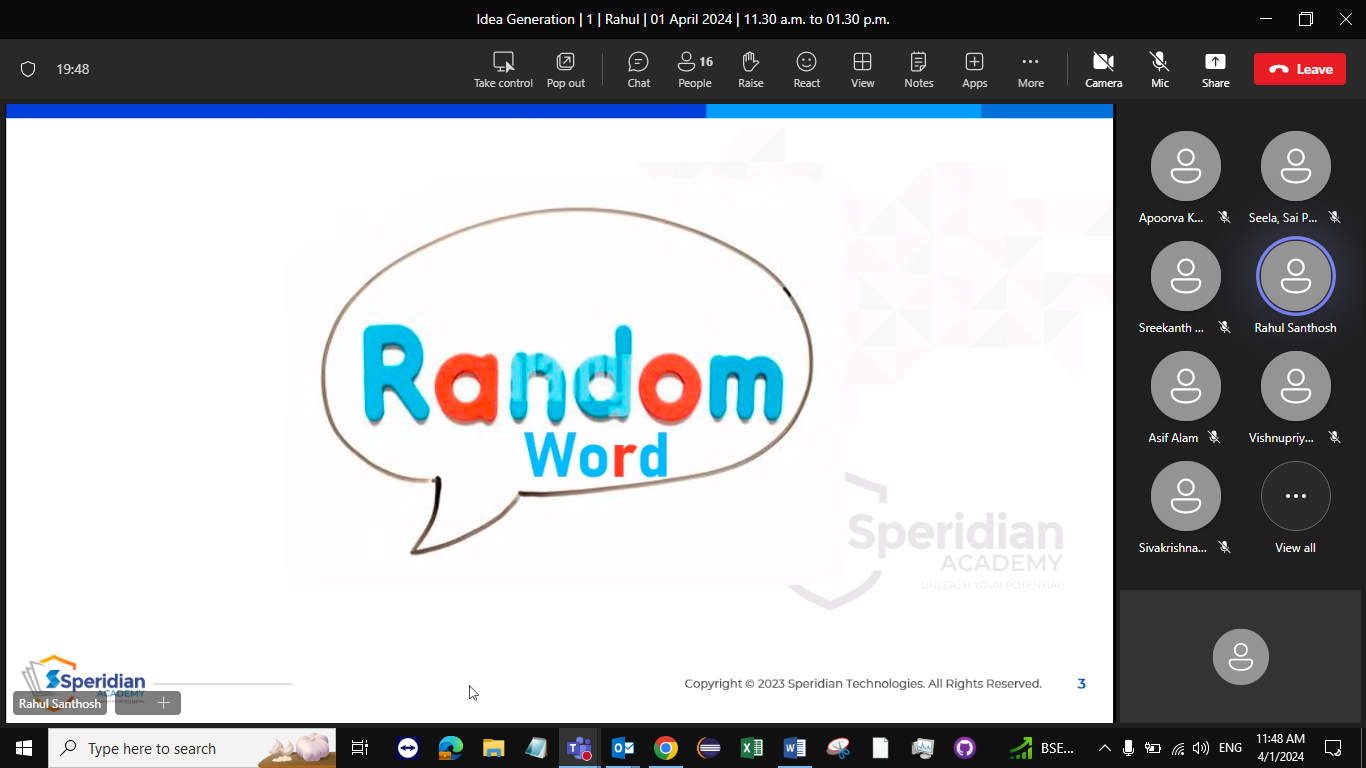 Idea Generation | 1 | Rahul | 01 April 2024 | 11.30 a.m. to 01.30 p.m.
19:48
Take control
Pop out
Chat
16
People
Raise
React
View
Notes
Apps
More
Camera
Mic
Share
Leave
Random
Word
Speridian
ACADEMY
UNLEASH YOUR POTENTIAL
Apoorva K...
Seela, Sai P...
Sreekanth ...
Rahul Santhosh
Asif Alam
Vishnupriy...
Sivakrishna...
View all
Speridian
ACADEMY
Rahul Santhosh
Copyright © 2023 Speridian Technologies. All Rights Reserved.
3
Type here to search
BSE...
ENG
11:48 AM
4/1/2024